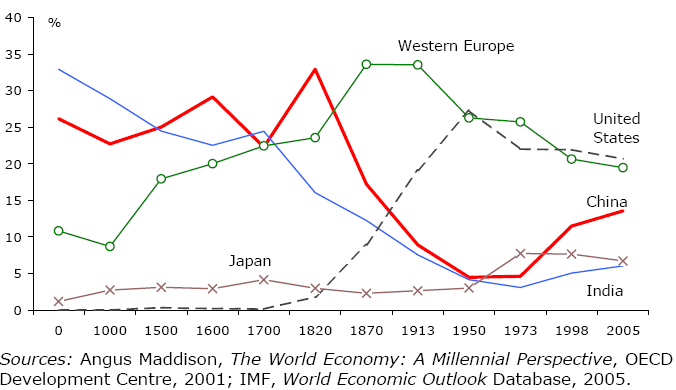 40
%
35
Western Europe
30
United
States
25
20
China
15
10
Japan
5
India
0
0 1000 1500 1600 1700 1820 1870 1913 1950 1973 1998 2005
Sources: Angus Maddison, The World Economy: A Millennial Perspective, OECD
Development Centre, 2001; IMF, World Economic Outlook Database, 2005.